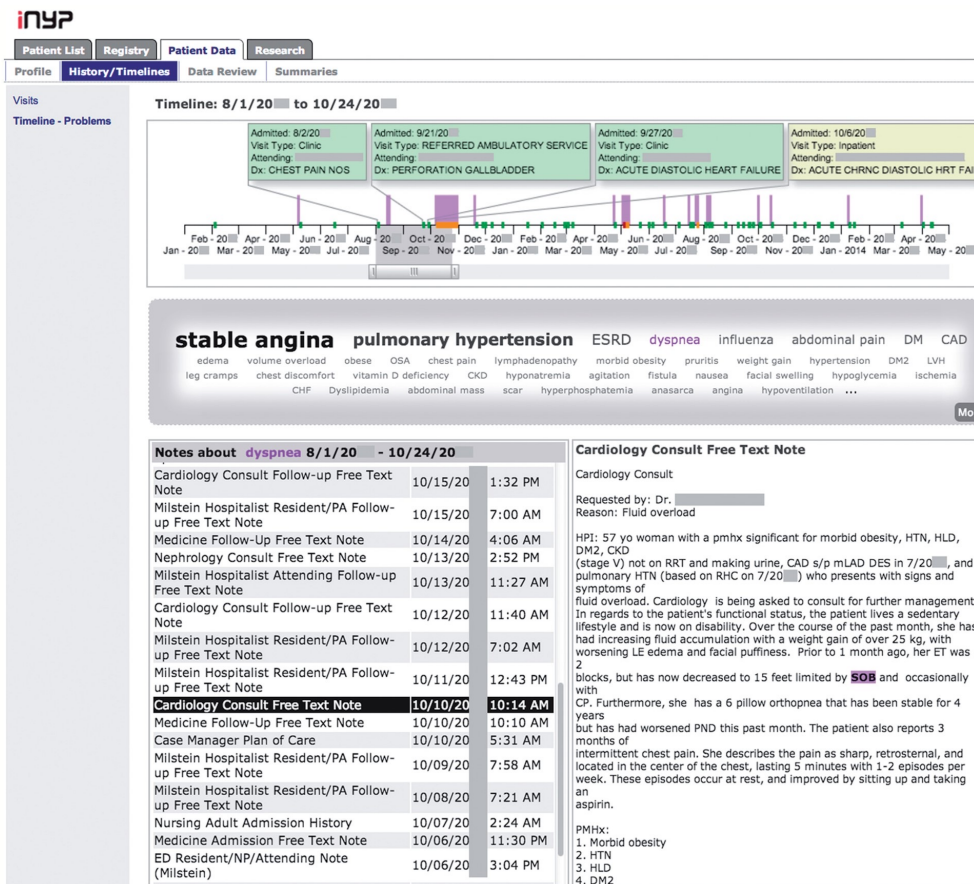 iNYP
Patient List Registry Patient Data Research
Profile History/Timelines Data Review Summaries
Visits
Timeline - Problems
Timeline: 8/1/20 to 10/24/20
Admitted: 8/2/20
Visit Type: Clinic
Attending:
Dx: CHEST PAIN NOS
Admitted: 9/21/20
Visit Type: REFERRED AMBULATORY SERVICE
Attending:
Dx: PERFORATION GALLBLADDER
Admitted: 9/27/20
Visit Type: Clinic
Attending:
Dx: ACUTE DIASTOLIC HEART FAILURE
Admitted: 10/6/20
Visit Type: Inpatient
Attending:
Dx: ACUTE CHRNC DIASTOLIC HRT FAI
Feb - 20 Apr - 20 Jun - 20 Aug - 20 Oct - 20 Dec - 20 Feb - 20 Apr - 20 Jun - 20 Aug - 20 Oct - 20 Dec - 20 Feb - 20 Apr - 20
Jan - 20 Mar - 20 May - 20 Jul - 20 Sep - 20 Nov - 20 Jan - 20 Mar - 20 May - 20 Jul - 20 Sep - 20 Nov - 20 Jan - 2014 Mar - 20 May - 20
stable angina pulmonary hypertension ESRD dyspnea influenza abdominal pain DM CAD
edema volume overload obese OSA chest pain lymphadenopathy morbid obesity pruritis weight gain hypertension DM2 LVH
leg cramps chest discomfort vitamin D deficiency CKD hyponatremia agitation fistula nausea facial swelling hypoglycemia ischemia
CHF Dyslipidemia abdominal mass scar hyperphosphatemia anasarca angina hypoventilation ...
Mo
Notes about dyspnea 8/1/20 - 10/24/20
Cardiology Consult Follow-up Free Text
Note 10/15/20 1:32 PM
Milstein Hospitalist Resident/PA Follow-
up Free Text Note 10/15/20 7:00 AM
Medicine Follow-Up Free Text Note 10/14/20 4:06 AM
Nephrology Consult Free Text Note 10/13/20 2:52 PM
Milstein Hospitalist Attending Follow-up
Free Text Note 10/13/20 11:27 AM
Cardiology Consult Follow-up Free Text
Note 10/12/20 11:40 AM
Milstein Hospitalist Resident/PA Follow-
up Free Text Note 10/12/20 7:02 AM
Milstein Hospitalist Resident/PA Follow-
up Free Text Note 10/11/20 12:43 PM
Cardiology Consult Free Text Note 10/10/20 10:14 AM
Medicine Follow-Up Free Text Note 10/10/20 10:10 AM
Case Manager Plan of Care 10/10/20 5:31 AM
Milstein Hospitalist Resident/PA Follow-
up Free Text Note 10/09/20 7:58 AM
Milstein Hospitalist Resident/PA Follow-
up Free Text Note 10/08/20 7:21 AM
Nursing Adult Admission History 10/07/20 2:24 AM
Medicine Admission Free Text Note 10/06/20 11:30 PM
ED Resident/NP/Attending Note
(Milstein) 10/06/20 3:04 PM
Cardiology Consult Free Text Note
Cardiology Consult
Requested by: Dr.
Reason: Fluid overload
HPI: 57 yo woman with a pmhx significant for morbid obesity, HTN, HLD,
DM2, CKD
(stage V) not on RRT and making urine, CAD s/p mLAD DES in 7/20 , and
pulmonary HTN (based on RHC on 7/20 ) who presents with signs and
symptoms of
fluid overload. Cardiology is being asked to consult for further management
In regards to the patient's functional status, the patient lives a sedentary
lifestyle and is now on disability. Over the course of the past month, she has
had increasing fluid accumulation with a weight gain of over 25 kg, with
worsening LE edema and facial puffiness. Prior to 1 month ago, her ET was
2
blocks, but has now decreased to 15 feet limited by SOB and occasionally
with
CP. Furthermore, she has a 6 pillow orthopnea that has been stable for 4
years
but has had worsened PND this past month. The patient also reports 3
months of
intermittent chest pain. She describes the pain as sharp, retrosternal, and
located in the center of the chest, lasting 5 minutes with 1-2 episodes per
week. These episodes occur at rest, and improved by sitting up and taking
an
aspirin.
PMHx:
1. Morbid obesity
2. HTN
3. HLD
4. DM2